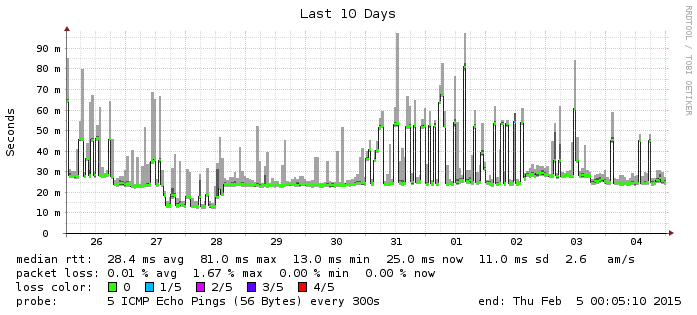 Last 10 Days
RRDTOOL / TOBI OETIKER
Seconds
90 m
80 m
70 m
60 m
50 m
40 m
30 m
20 m
10 m
0
26 27 28 29 30 31 01 02 03 04
median rtt: 28.4 ms avg 81.0 ms max 13.0 ms min 25.0 ms now 11.0 ms sd 2.6 am/s
packet loss: 0.01 % avg 1.67 % max 0.00 % min 0.00 % now
loss color: 0 1/5 2/5 3/5 4/5
probe: 5 ICMP Echo Pings (56 Bytes) every 300s end: Thu Feb 5 00:05:10 2015